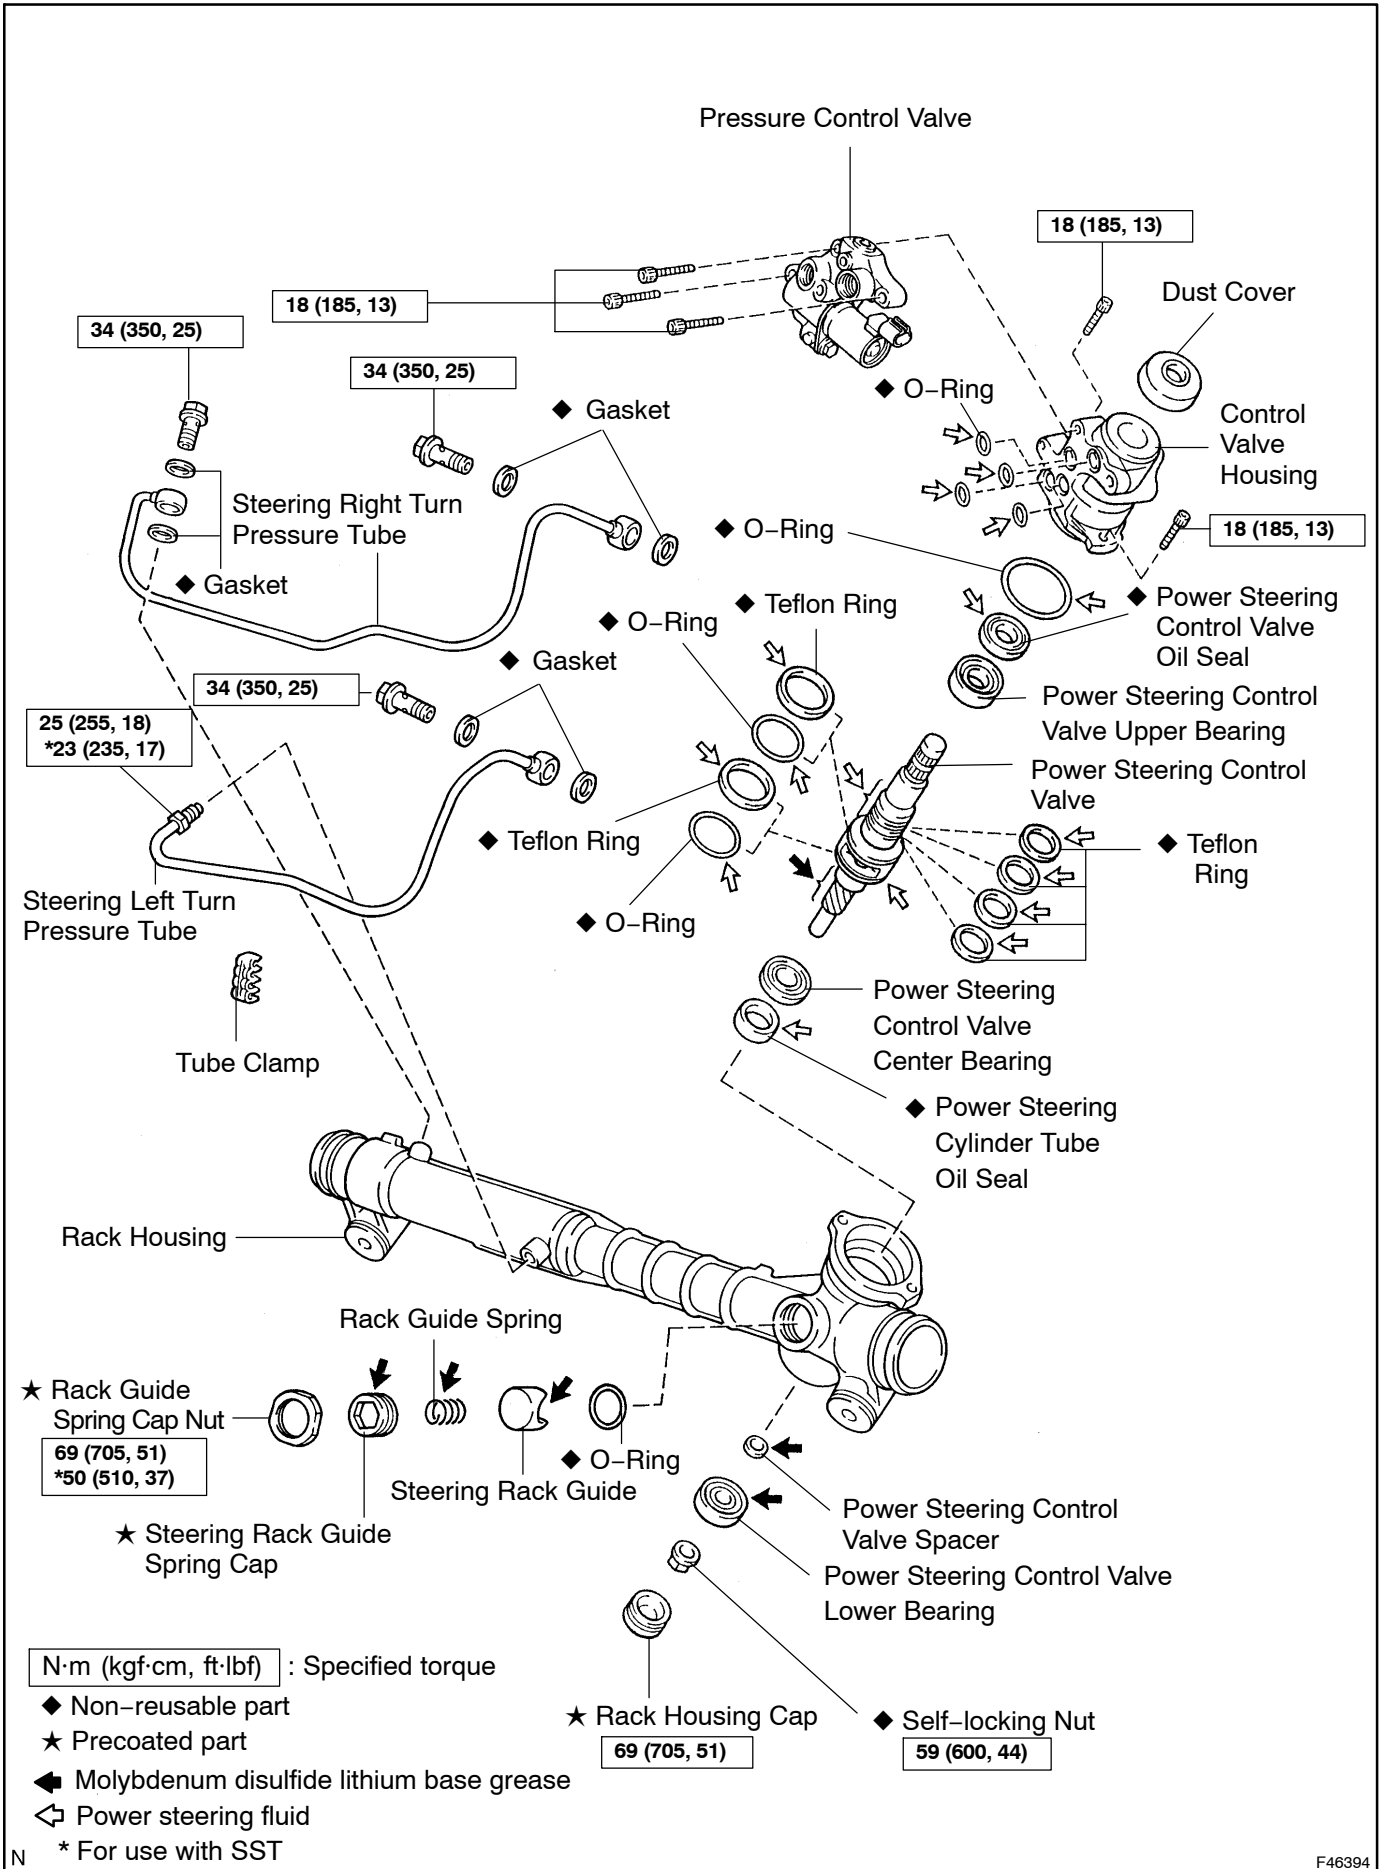 Pressure Control Valve
18 (185, 13)
Dust Cover
18 (185, 13)
34 (350, 25)
34 (350, 25)
◆ O−Ring
◆ Gasket
Control
Valve
Housing
Steering Right Turn
Pressure Tube
◆ O−Ring
18 (185, 13)
◆ Gasket
◆ Teflon Ring
◆ Power Steering
Control Valve
Oil Seal
◆ O−Ring
◆ Gasket
34 (350, 25)
Power Steering Control
Valve Upper Bearing
25 (255, 18)
*23 (235, 17)
Power Steering Control
Valve
◆ Teflon Ring
◆ Teflon
Ring
Steering Left Turn
Pressure Tube
◆ O−Ring
Power Steering
Control Valve
Center Bearing
Tube Clamp
◆ Power Steering
Cylinder Tube
Oil Seal
Rack Housing
Rack Guide Spring
★ Rack Guide
Spring Cap Nut
69 (705, 51)
*50 (510, 37)
◆ O−Ring
Steering Rack Guide
★ Steering Rack Guide
Spring Cap
Power Steering Control
Valve Spacer
Power Steering Control Valve
Lower Bearing
N·m (kgf·cm, ft·lbf) : Specified torque
◆ Non−reusable part
★ Precoated part
Molybdenum disulfide lithium base grease
Power steering fluid
* For use with SST
★ Rack Housing Cap
69 (705, 51)
◆ Self−locking Nut
59 (600, 44)
N
F46394